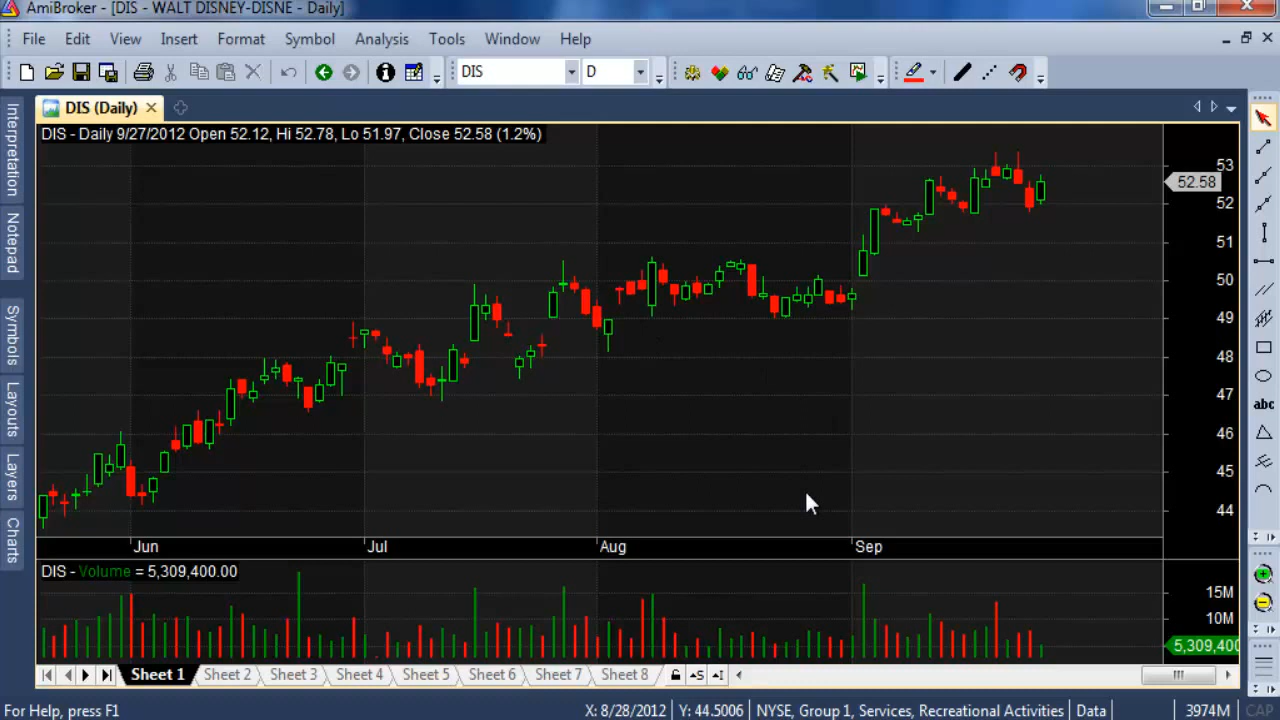 AmiBroker - [DIS - WALT DISNEY-DISNE - Daily]
File Edit View Insert Format Symbol Analysis Tools Window Help
DIS D
DIS (Daily)
DIS - Daily 9/27/2012 Open 52.12, Hi 52.78, Lo 51.97, Close 52.58 (1.2%)
Interpretation
Notepad
Symbols
Layouts
Layers
Charts
53
52.58
52
51
50
49
48
47
46
45
44
abc
Jun Jul Aug Sep
DIS - Volume = 5,309,400.00
15M
10M
5,309,400
Sheet 1 Sheet 2 Sheet 3 Sheet 4 Sheet 5 Sheet 6 Sheet 7 Sheet 8
For Help, press F1 X: 8/28/2012 Y: 44.5006 NYSE, Group 1, Services, Recreational Activities Data 3974M CAP